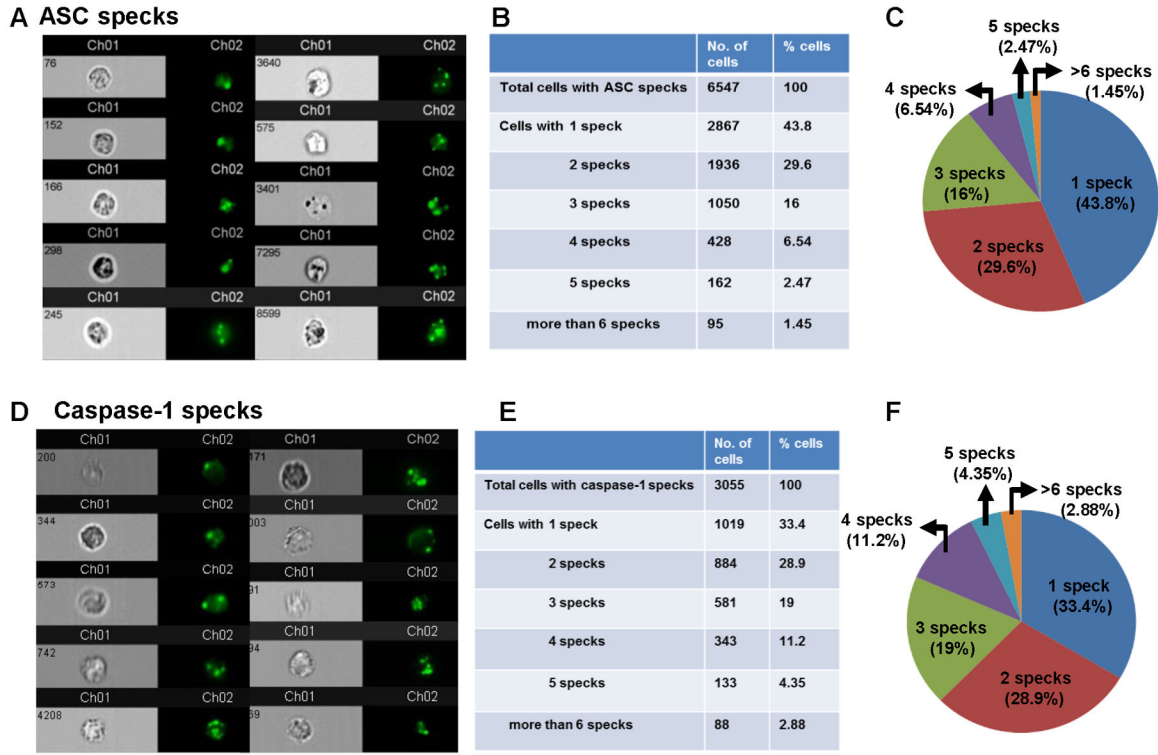 A ASC specks
Ch01 Ch02 Ch01 Ch02
76 3640
Ch01 Ch02 Ch01 Ch02
152 575
Ch01 Ch02 Ch01 Ch02
166 3401
Ch01 Ch02 Ch01 Ch02
298 7295
Ch01 Ch02 Ch01 Ch02
245 8599
B
No. of cells % cells
Total cells with ASC specks 6547 100
Cells with 1 speck 2867 43.8
2 specks 1936 29.6
3 specks 1050 16
4 specks 428 6.54
5 specks 162 2.47
more than 6 specks 95 1.45
C
5 specks
(2.47%)
>6 specks
(1.45%)
4 specks
(6.54%)
3 specks
(16%)
1 speck
(43.8%)
2 specks
(29.6%)
D Caspase-1 specks
Ch01 Ch02 Ch01 Ch02
200 171
Ch01 Ch02 Ch01 Ch02
344 003
Ch01 Ch02 Ch01 Ch02
573 91
Ch01 Ch02 Ch01 Ch02
742 94
Ch01 Ch02 Ch01 Ch02
4208 69
E
No. of cells % cells
Total cells with caspase-1 specks 3055 100
Cells with 1 speck 1019 33.4
2 specks 884 28.9
3 specks 581 19
4 specks 343 11.2
5 specks 133 4.35
more than 6 specks 88 2.88
F
5 specks
(4.35%)
>6 specks
(2.88%)
4 specks
(11.2%)
1 speck
(33.4%)
3 specks
(19%)
2 specks
(28.9%)